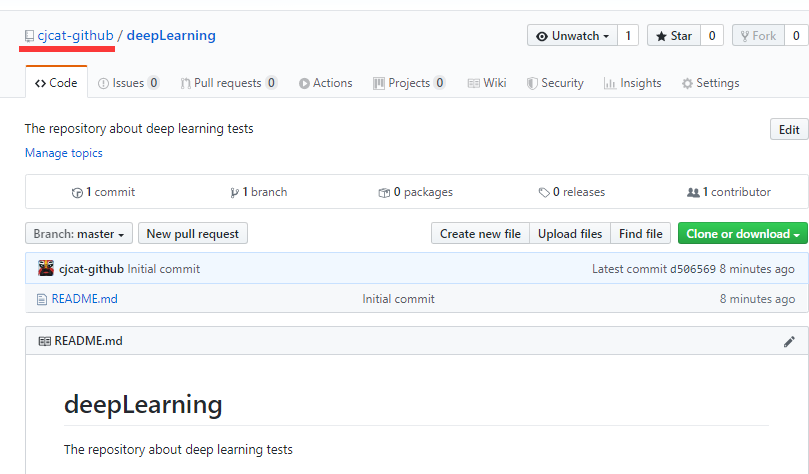 cjcat-github / deepLearning
Unwatch 1 Star 0 Fork 0
Code Issues 0 Pull requests 0 Actions Projects 0 Wiki Security Insights Settings
The repository about deep learning tests
Edit
Manage topics
1 commit 1 branch 0 packages 0 releases 1 contributor
Branch: master New pull request Create new file Upload files Find file Clone or download
cjcat-github Initial commit Latest commit d506569 8 minutes ago
README.md Initial commit 8 minutes ago
README.md
deepLearning
The repository about deep learning tests